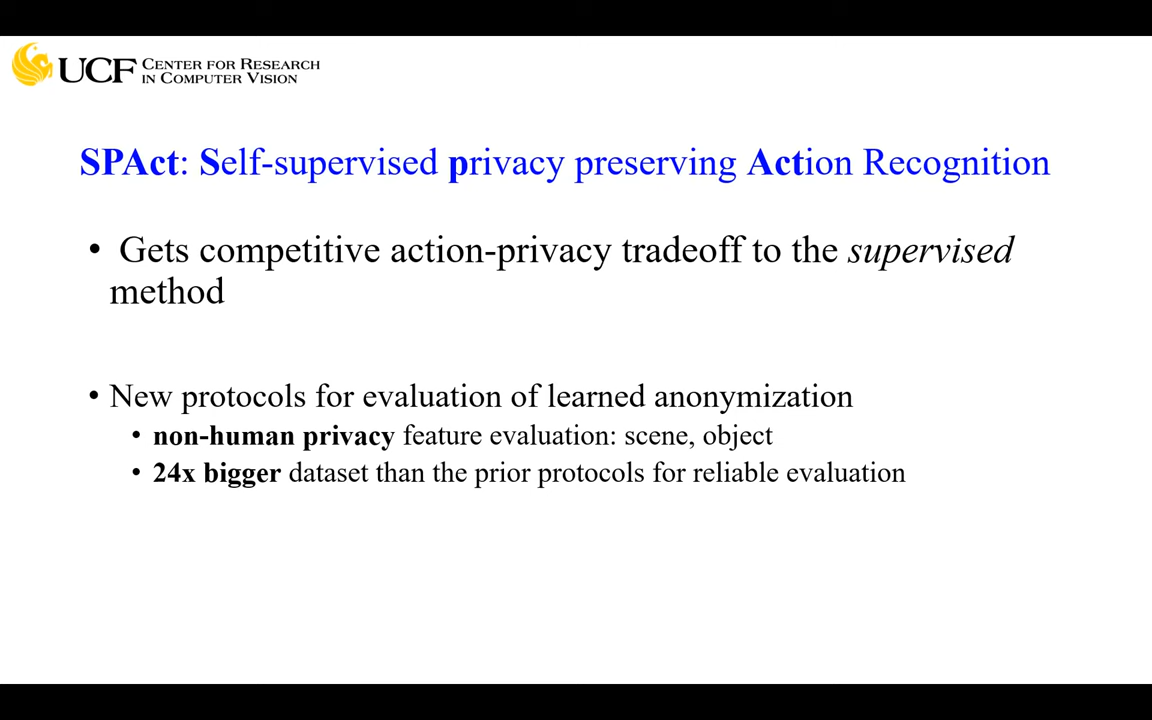 UCF CENTER FOR RESEARCH
IN COMPUTER VISION
SPAct: Self-supervised privacy preserving Action Recognition
• Gets competitive action-privacy tradeoff to the supervised
method
• New protocols for evaluation of learned anonymization
• non-human privacy feature evaluation: scene, object
• 24x bigger dataset than the prior protocols for reliable evaluation